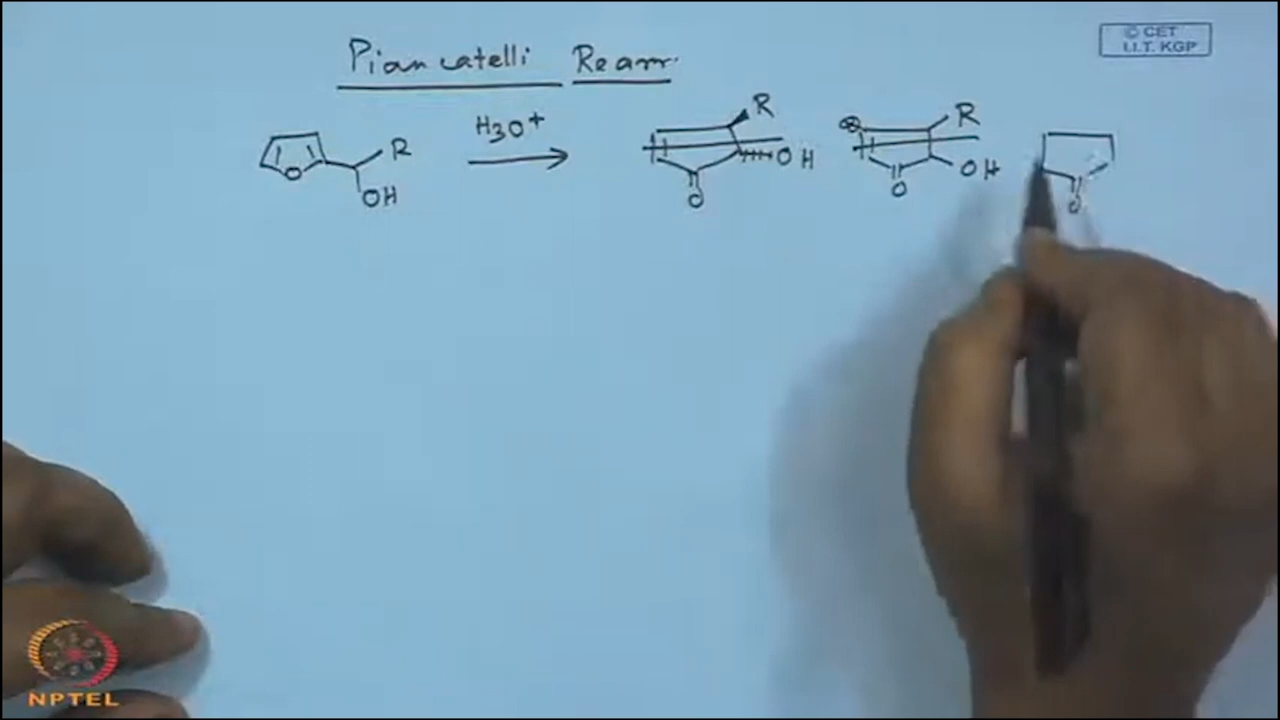 © CET
I.I.T. KGP
Piancatelli Rearr.
H3O+
O
R
OH
R
OH
O
R
OH
O
O
NPTEL